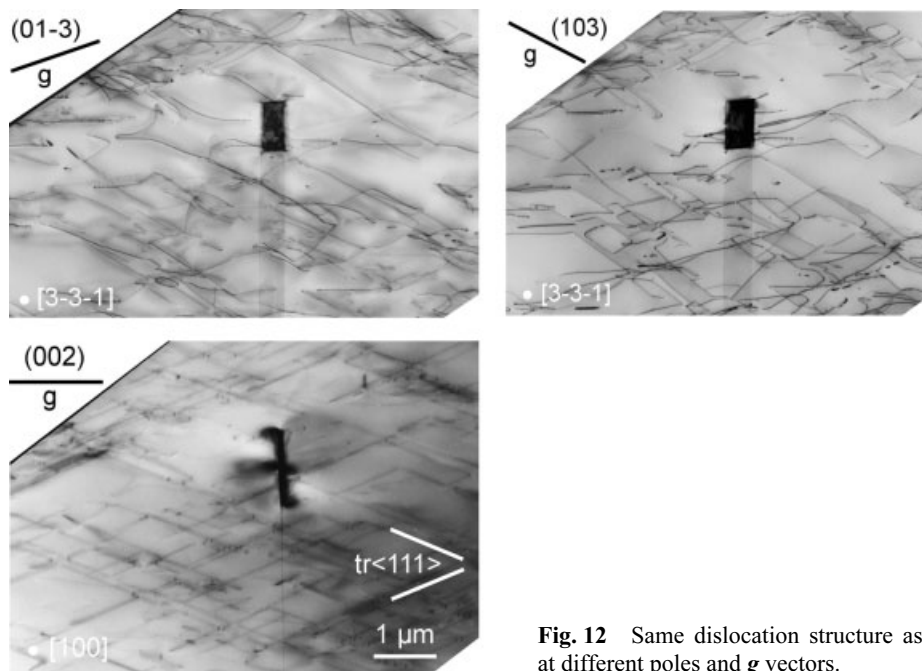 (01-3)
g
[3-3-1]
(103)
g
[3-3-1]
(002)
g
tr<111>
1 µm
[100]
Fig. 12 Same dislocation structure as
at different poles and g vectors.